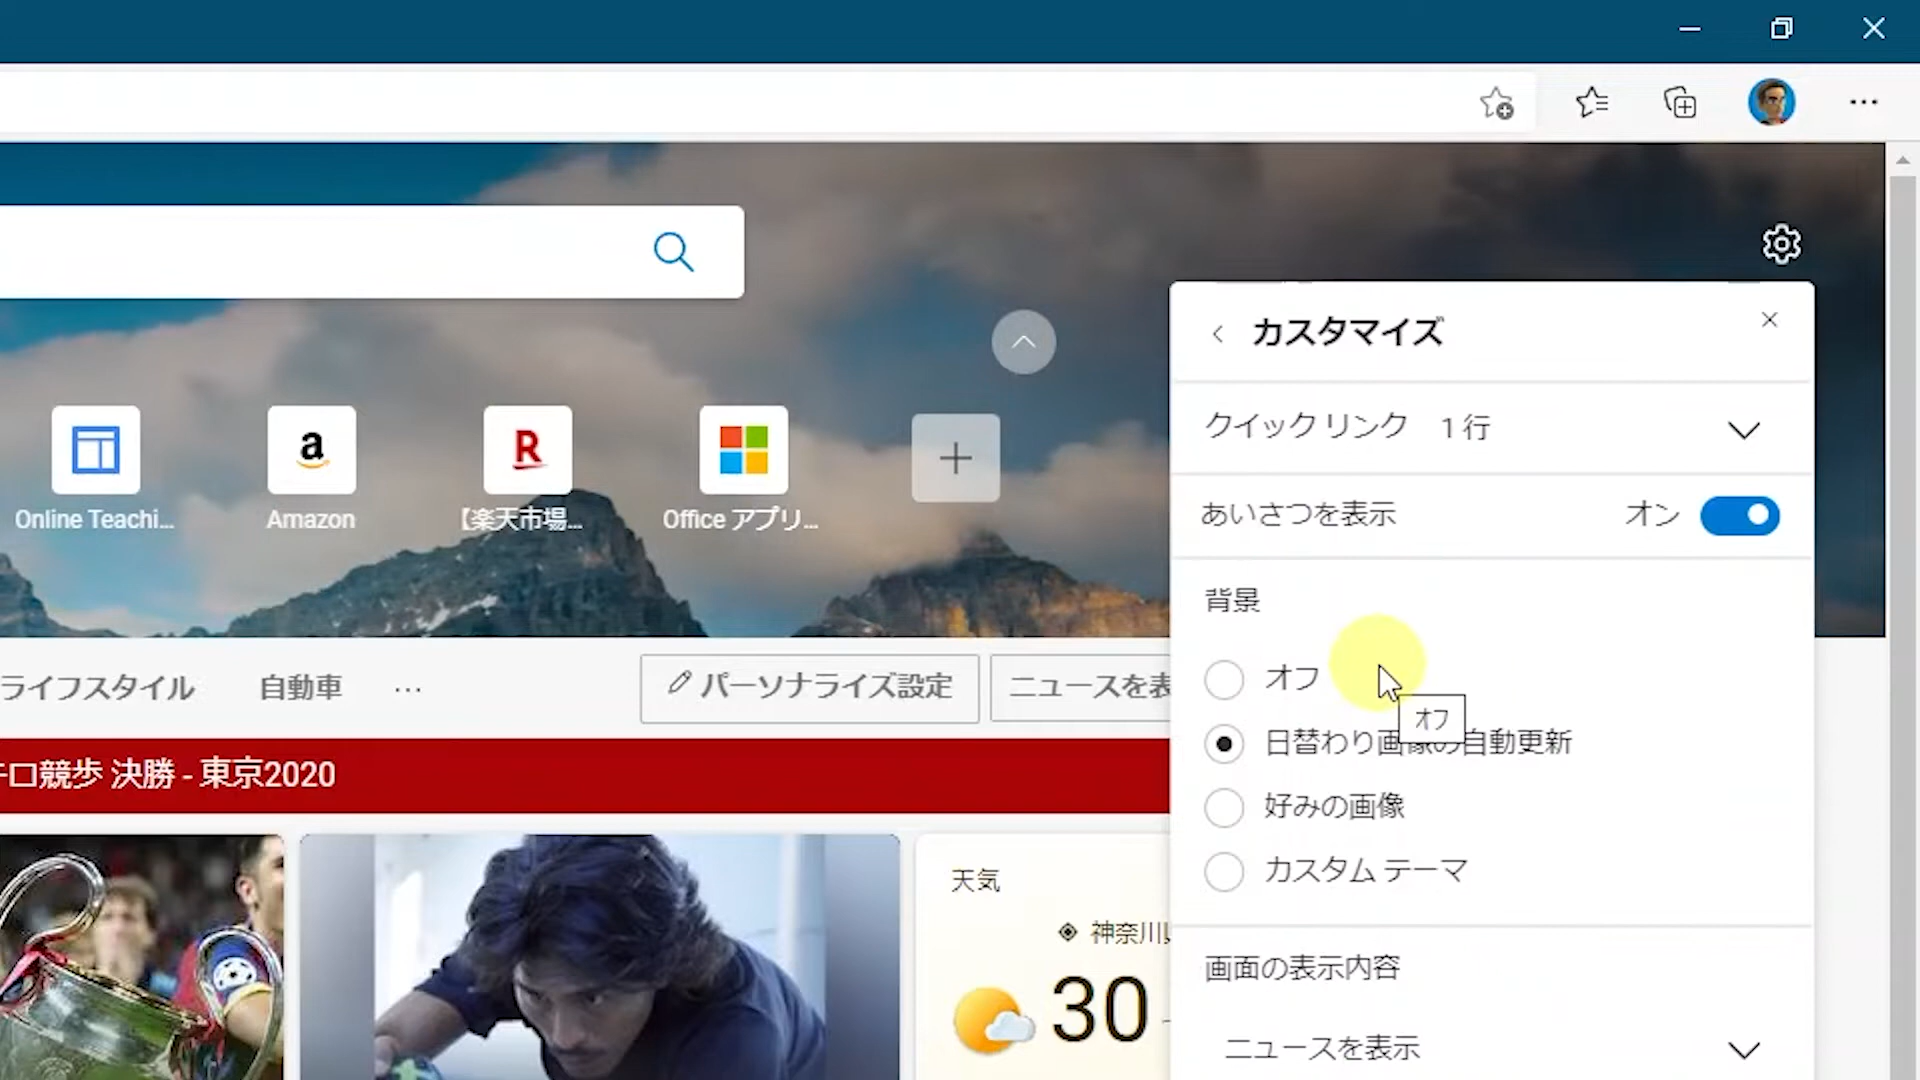 カスタマイズ
クイック リンク 1 行
あいさつを表示 オン
背景
オフ
オフ
日替わり画像の自動更新
好みの画像
カスタム テーマ
画面の表示内容
ニュースを表示
a
R
Online Teachi...
Amazon
【楽天市場...
Office アプリ...
ライフスタイル 自動車 ...
パーソナライズ設定
ニュースを表
キロ競歩 決勝 - 東京2020
天気
神奈川
30